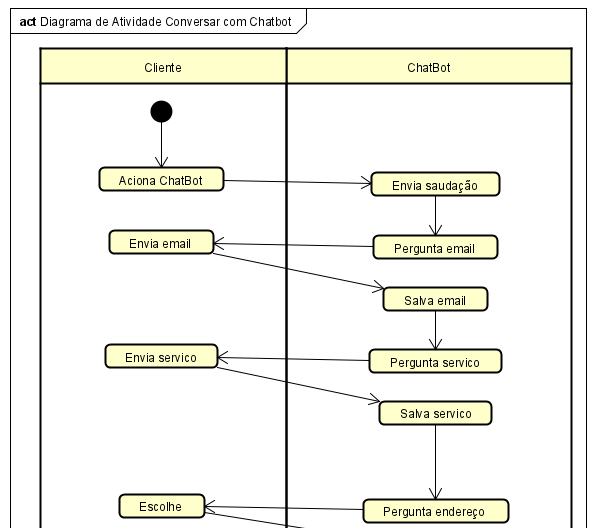 act Diagrama de Atividade Conversar com Chatbot
Cliente
ChatBot
Aciona ChatBot
Envia saudação
Envia email
Pergunta email
Salva email
Envia servico
Pergunta servico
Salva servico
Escolhe
Pergunta endereço